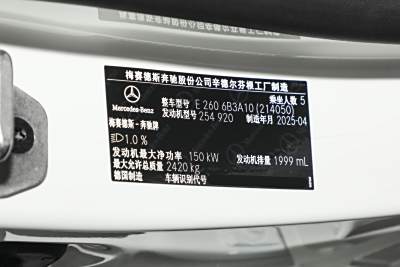 梅赛德斯奔驰股份公司辛德尔芬根工厂制造
Mercedes-Benz
整车型号 E 260 6B3A10 (214050) 乘坐人数 5
发动机型号 254 920 制造年月 2025-04
梅赛德斯-奔驰牌
1.0 %
发动机最大净功率 150 kW 发动机排量 1999 mL
最大允许总质量 2420 kg
德国制造 车辆识别代号